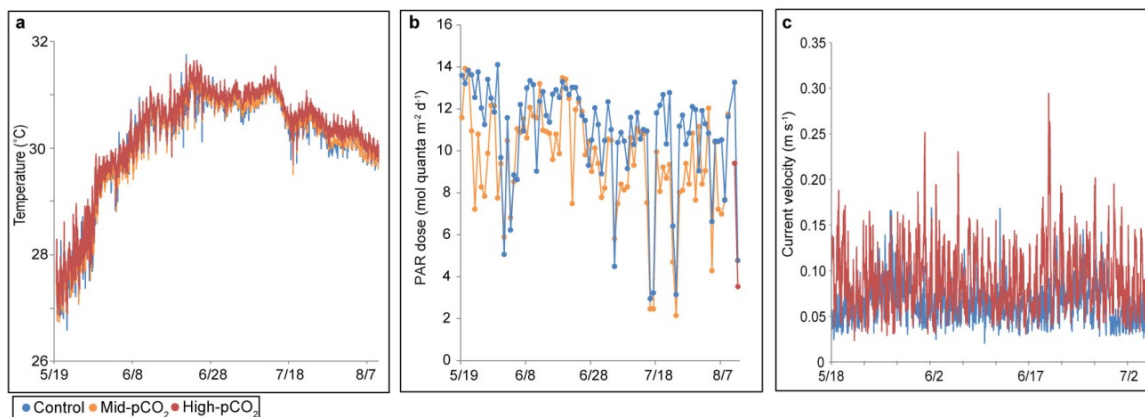 a
Temperature (°C)
32
30
28
26
5/19 6/8 6/28 7/18 8/7
b
PAR dose (mol quanta m⁻² d⁻¹)
16
14
12
10
8
6
4
2
0
5/19 6/8 6/28 7/18 8/7
c
Current velocity (m s⁻¹)
0.35
0.30
0.25
0.20
0.15
0.10
0.05
0
5/18 6/2 6/17 7/2
Control Mid-pCO₂ High-pCO₂